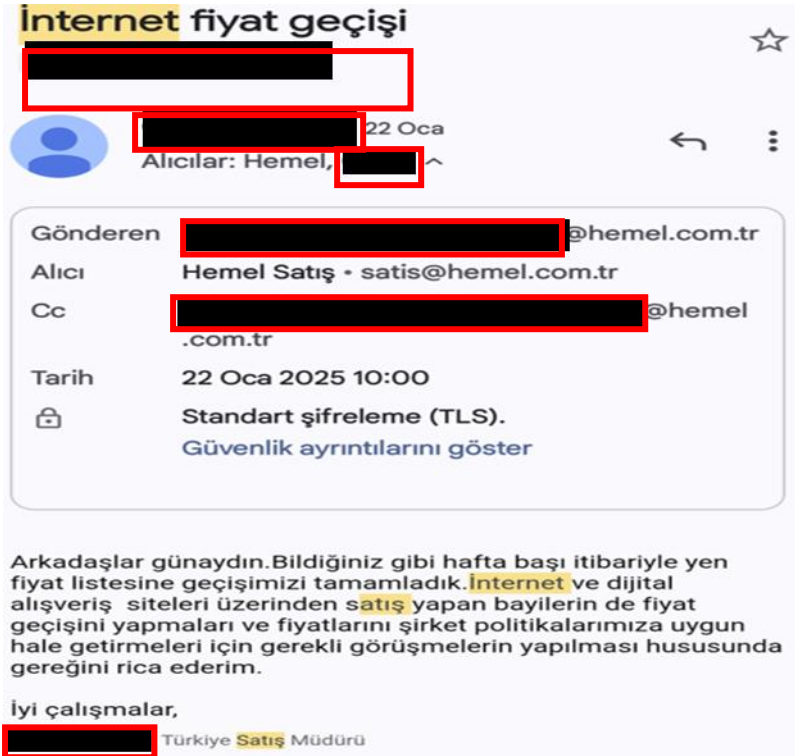 İnternet fiyat geçişi
22 Oca
Alıcılar: Hemel,
Gönderen @hemel.com.tr
Alıcı Hemel Satış • satis@hemel.com.tr
Cc @hemel
.com.tr
Tarih 22 Oca 2025 10:00
Standart şifreleme (TLS).
Güvenlik ayrıntılarını göster
Arkadaşlar günaydın.Bildiğiniz gibi hafta başı itibariyle yen
fiyat listesine geçişimizi tamamladık.İnternet ve dijital
alışveriş siteleri üzerinden satış yapan bayilerin de fiyat
geçişini yapmaları ve fiyatlarını şirket politikalarımıza uygun
hale getirmeleri için gerekli görüşmelerin yapılması hususunda
gereğini rica ederim.
İyi çalışmalar,
Türkiye Satış Müdürü